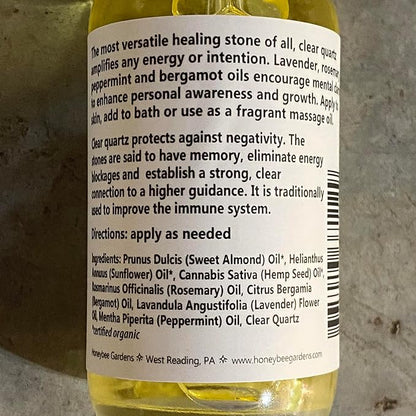 The most versatile healing stone of all, clear quartz
amplifies any energy or intention. Lavender, rosemary
peppermint and bergamot oils encourage mental clarity
to enhance personal awareness and growth. Apply to
skin, add to bath or use as a fragrant massage oil.
Clear quartz protects against negativity. The
stones are said to have memory, eliminate energy
blockages and establish a strong, clear
connection to a higher guidance. It is traditionally
used to improve the immune system.
Directions: apply as needed
Ingredients: Prunus Dulcis (Sweet Almond) Oil*, Helianthus
Annuus (Sunflower) Oil*, Cannabis Sativa (Hemp Seed) Oil*,
Rosmarinus Officinalis (Rosemary) Oil, Citrus Bergamia
(Bergamot) Oil, Lavandula Angustifolia (Lavender) Flower
Oil, Mentha Piperita (Peppermint) Oil, Clear Quartz
*certified organic
Honeybee Gardens ✧ West Reading, PA ✧ www.honeybeegardens.com